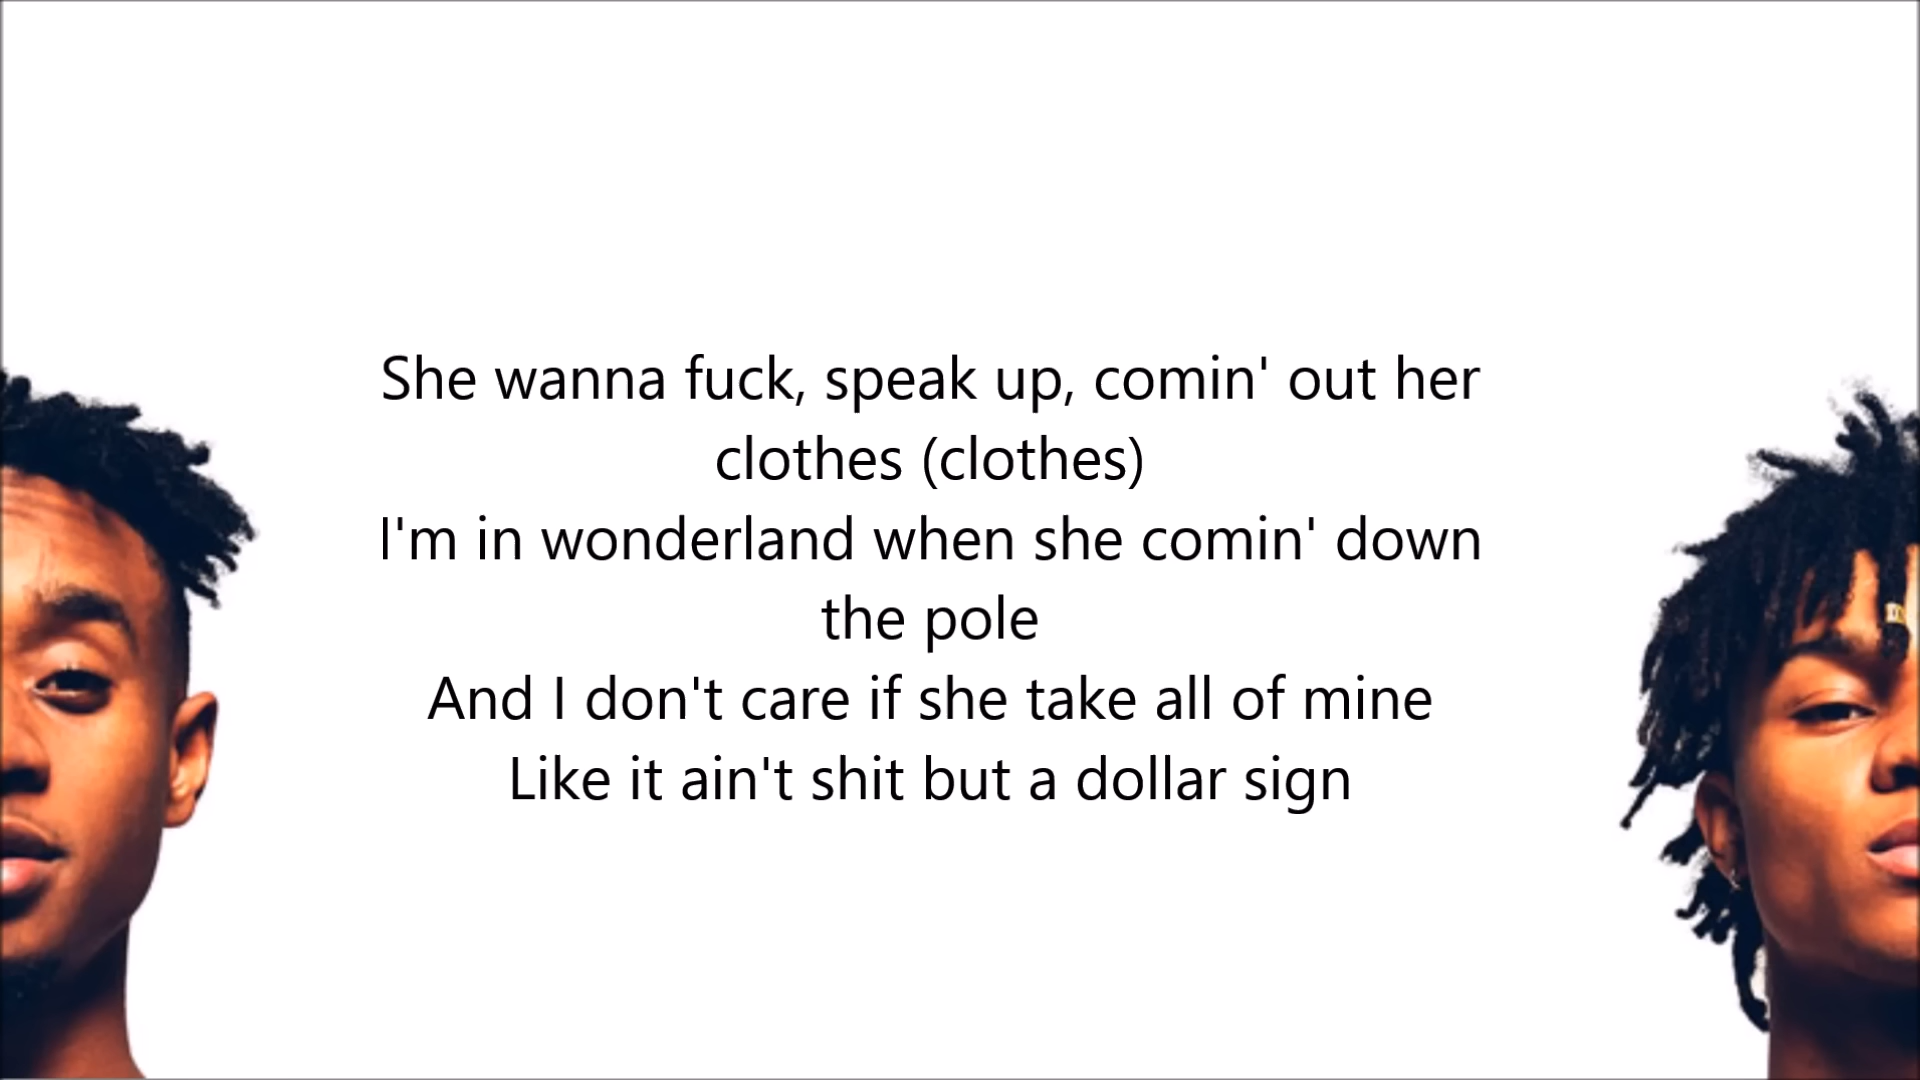 She wanna fuck, speak up, comin' out her
clothes (clothes)
I'm in wonderland when she comin' down
the pole
And I don't care if she take all of mine
Like it ain't shit but a dollar sign